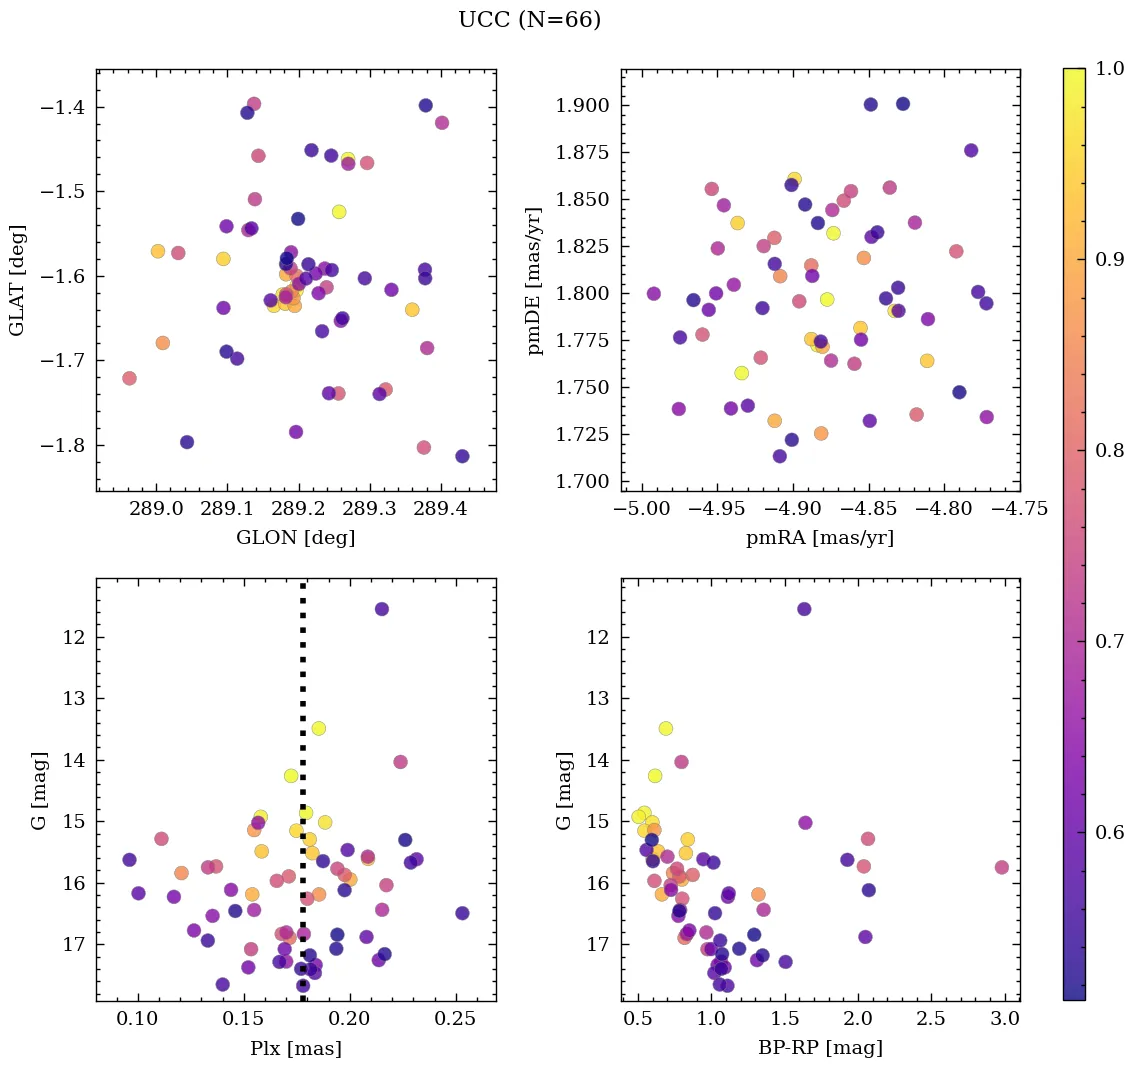 UCC (N=66)
−1.4
−1.5
−1.6
−1.7
−1.8
GLAT [deg]
289.0 289.1 289.2 289.3 289.4
GLON [deg]
1.900
1.875
1.850
1.825
1.800
1.775
1.750
1.725
1.700
pmDE [mas/yr]
−5.00 −4.95 −4.90 −4.85 −4.80 −4.75
pmRA [mas/yr]
12
13
14
15
16
17
G [mag]
0.10 0.15 0.20 0.25
Plx [mas]
12
13
14
15
16
17
G [mag]
0.5 1.0 1.5 2.0 2.5 3.0
BP-RP [mag]
1.0
0.9
0.8
0.7
0.6